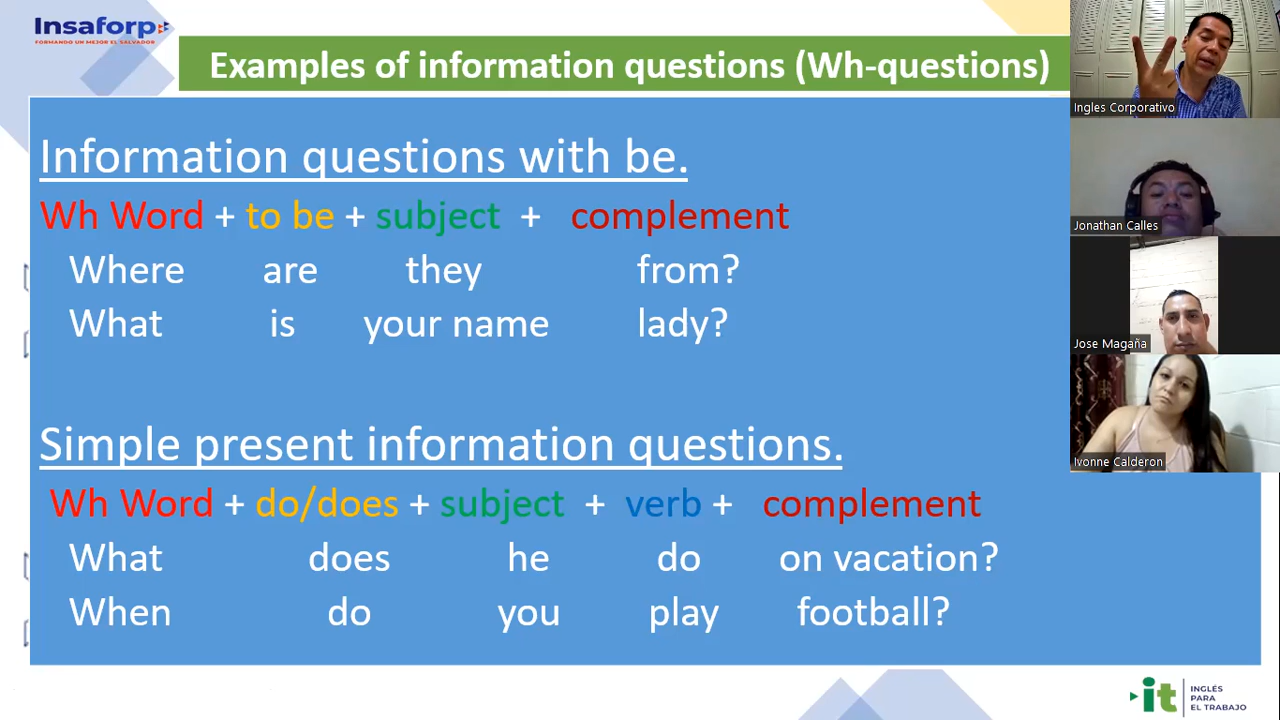 Insaforp
FORMANDO UN MEJOR EL SALVADOR
Examples of information questions (Wh-questions)
Information questions with be.
Wh Word + to be + subject + complement
Where are they from?
What is your name lady?
Simple present information questions.
Wh Word + do/does + subject + verb + complement
What does he do on vacation?
When do you play football?
Ingles Corporativo
Jonathan Calles
Jose Magaña
Ivonne Calderon
it
INGLÉS
PARA
EL TRABAJO